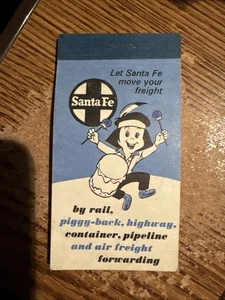 Let Santa Fe
move your
freight
Santa Fe
by rail,
piggy-back, highway,
container, pipeline
and air freight
forwarding